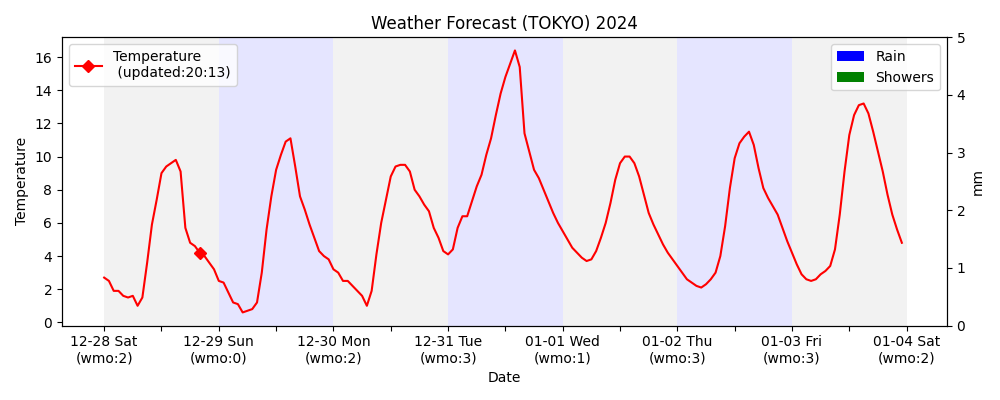 Weather Forecast (TOKYO) 2024
Temperature
(updated:20:13)
Rain
Showers
Temperature
16
14
12
10
8
6
4
2
0
5
4
3
2
1
0
mm
12-28 Sat
(wmo:2)
12-29 Sun
(wmo:0)
12-30 Mon
(wmo:2)
12-31 Tue
(wmo:3)
01-01 Wed
(wmo:1)
01-02 Thu
(wmo:3)
01-03 Fri
(wmo:3)
01-04 Sat
(wmo:2)
Date